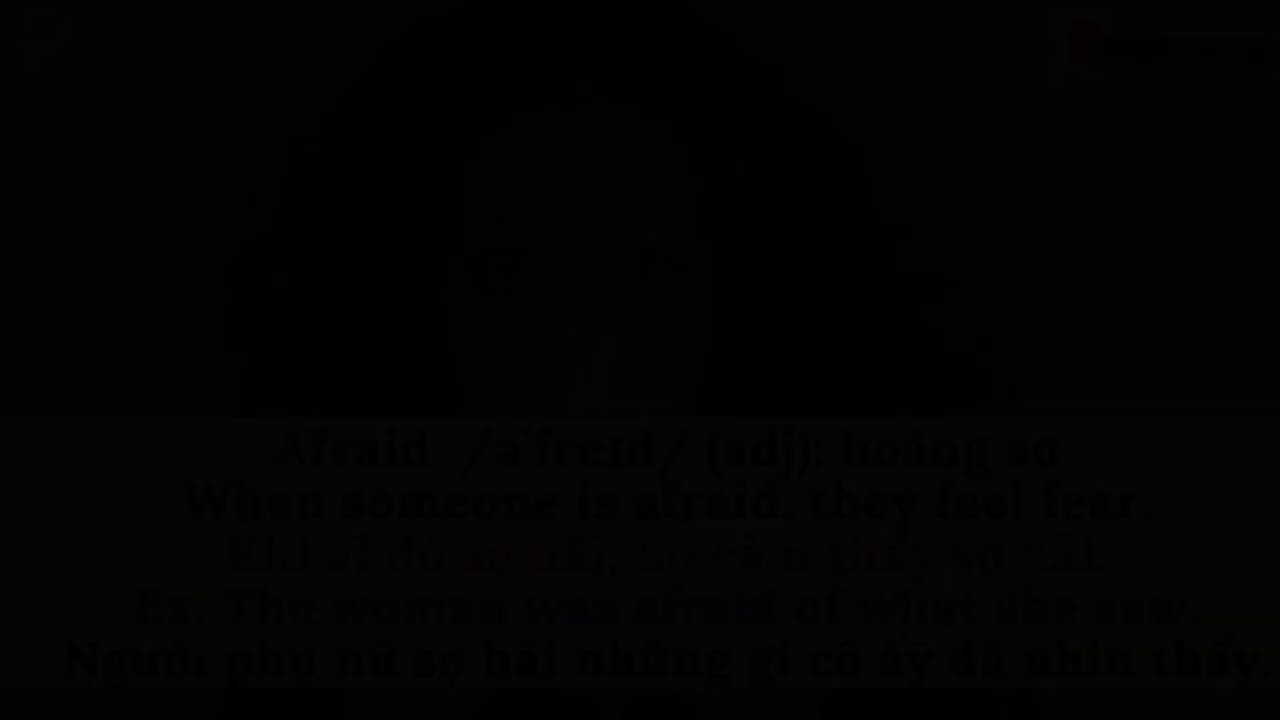 Afraid /ə'freɪd/ (adj): hoảng sợ
When someone is afraid, they feel fear.
Khi ai đó sợ hãi, họ cảm thấy sợ hãi.
Ex: The woman was afraid of what she saw.
Người phụ nữ sợ hãi những gì cô ấy đã nhìn thấy.